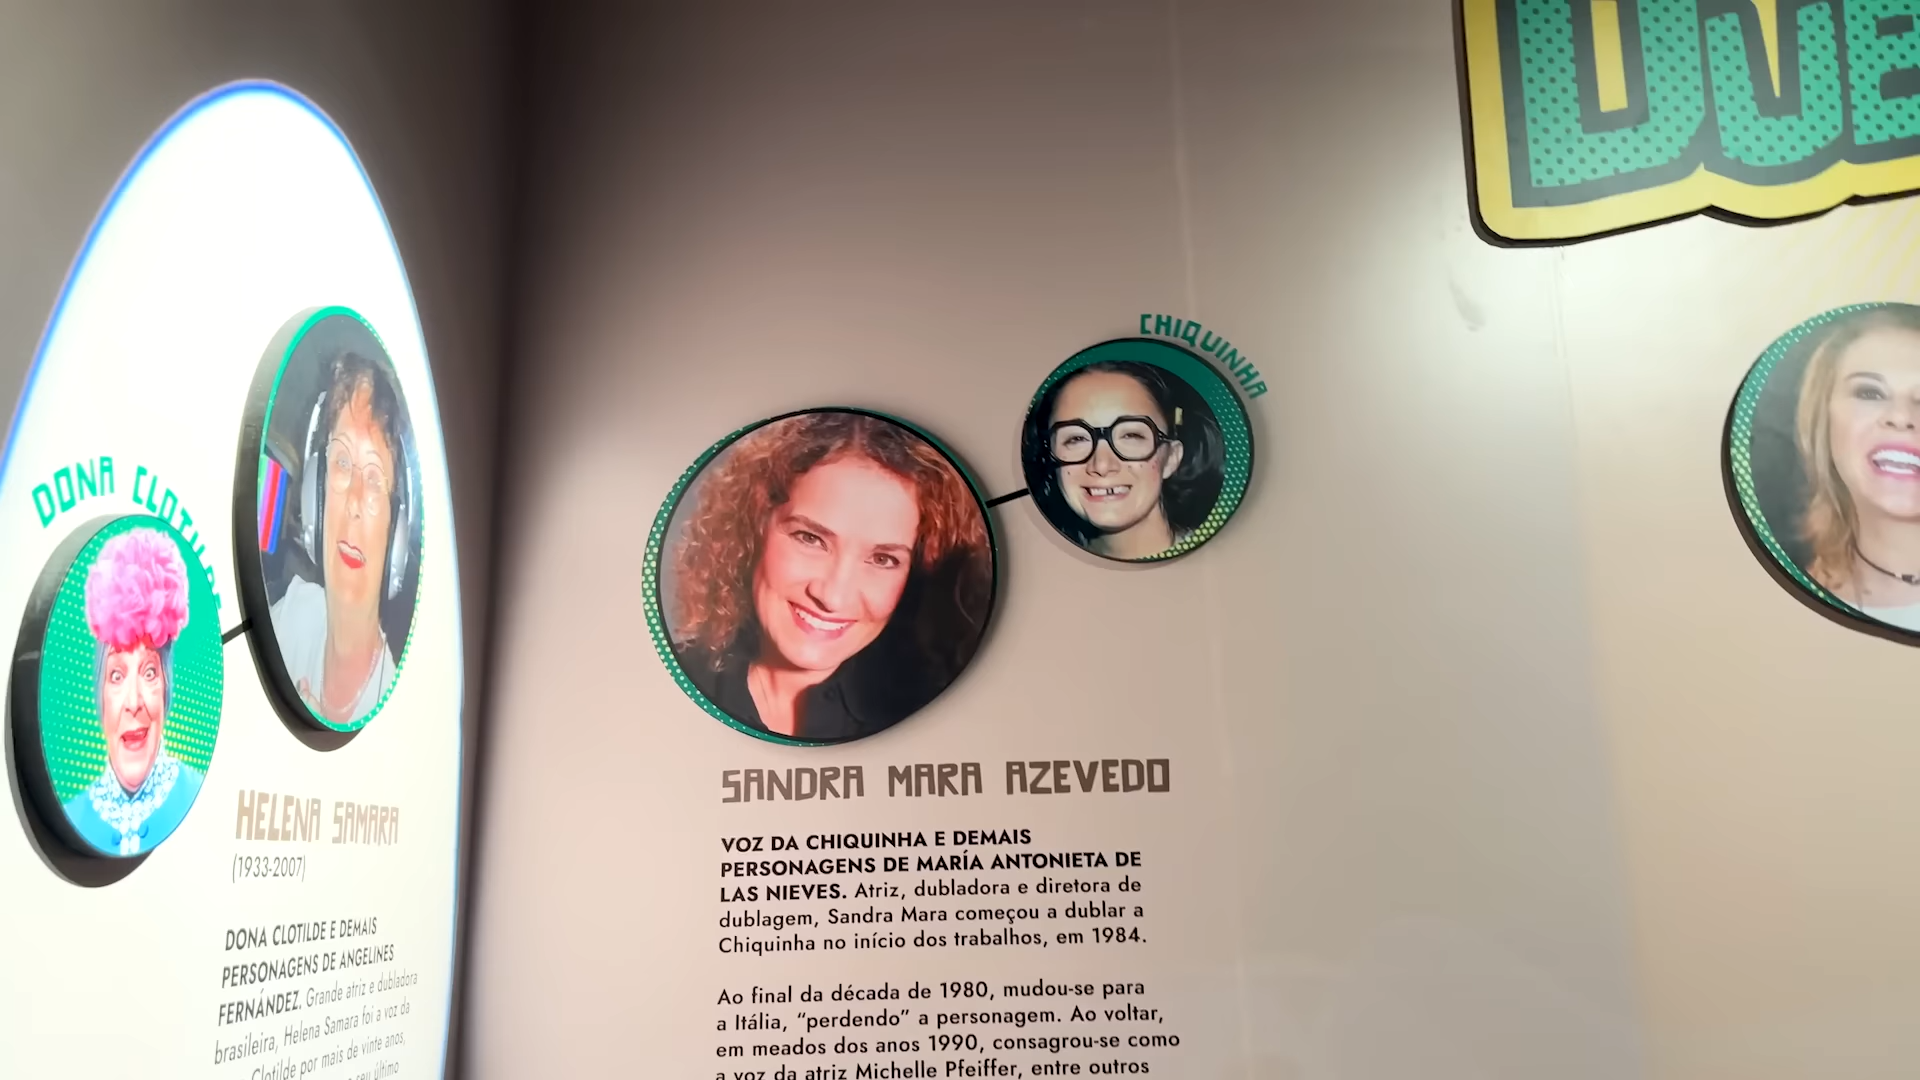 DONA CLOTILDE
HELENA SAMARA
(1933-2007)
DONA CLOTILDE E DEMAIS
PERSONAGENS DE ANGELINES
FERNÁNDEZ. Grande atriz e dubladora
brasileira, Helena Samara foi a voz da
Clotilde por mais de vinte anos,
seu último
CHIQUINHA
SANDRA MARA AZEVEDO
VOZ DA CHIQUINHA E DEMAIS
PERSONAGENS DE MARÍA ANTONIETA DE
LAS NIEVES. Atriz, dubladora e diretora de
dublagem, Sandra Mara começou a dublar a
Chiquinha no início dos trabalhos, em 1984.
Ao final da década de 1980, mudou-se para
a Itália, “perdendo” a personagem. Ao voltar,
em meados dos anos 1990, consagrou-se como
a voz da atriz Michelle Pfeiffer, entre outros